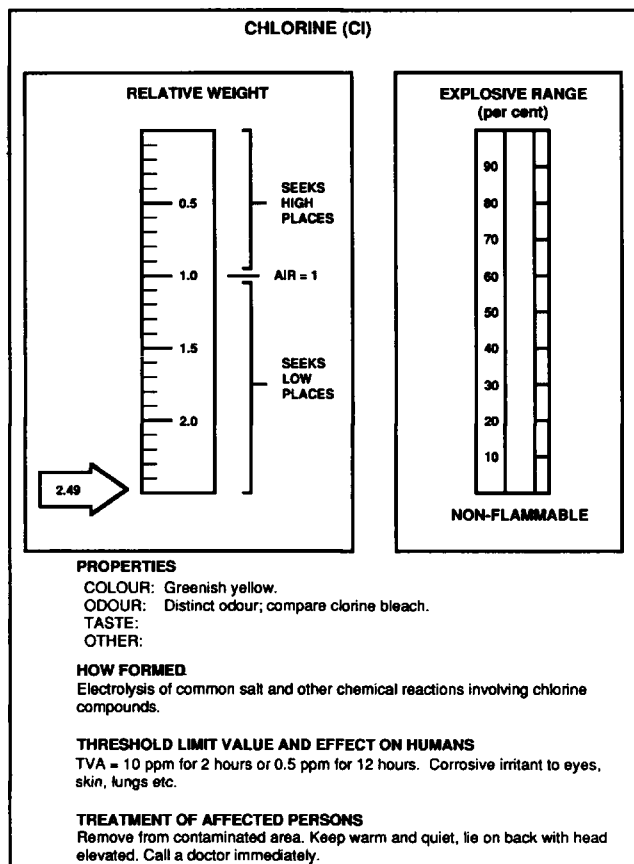 CHLORINE (Cl)
RELATIVE WEIGHT
0.5
SEEKS
HIGH
PLACES
1.0
AIR = 1
1.5
SEEKS
LOW
PLACES
2.0
2.49
EXPLOSIVE RANGE
(per cent)
90
80
70
60
50
40
30
20
10
NON-FLAMMABLE
PROPERTIES
COLOUR: Greenish yellow.
ODOUR: Distinct odour; compare clorine bleach.
TASTE:
OTHER:
HOW FORMED
Electrolysis of common salt and other chemical reactions involving chlorine
compounds.
THRESHOLD LIMIT VALUE AND EFFECT ON HUMANS
TVA = 10 ppm for 2 hours or 0.5 ppm for 12 hours. Corrosive irritant to eyes,
skin, lungs etc.
TREATMENT OF AFFECTED PERSONS
Remove from contaminated area. Keep warm and quiet, lie on back with head
elevated. Call a doctor immediately.